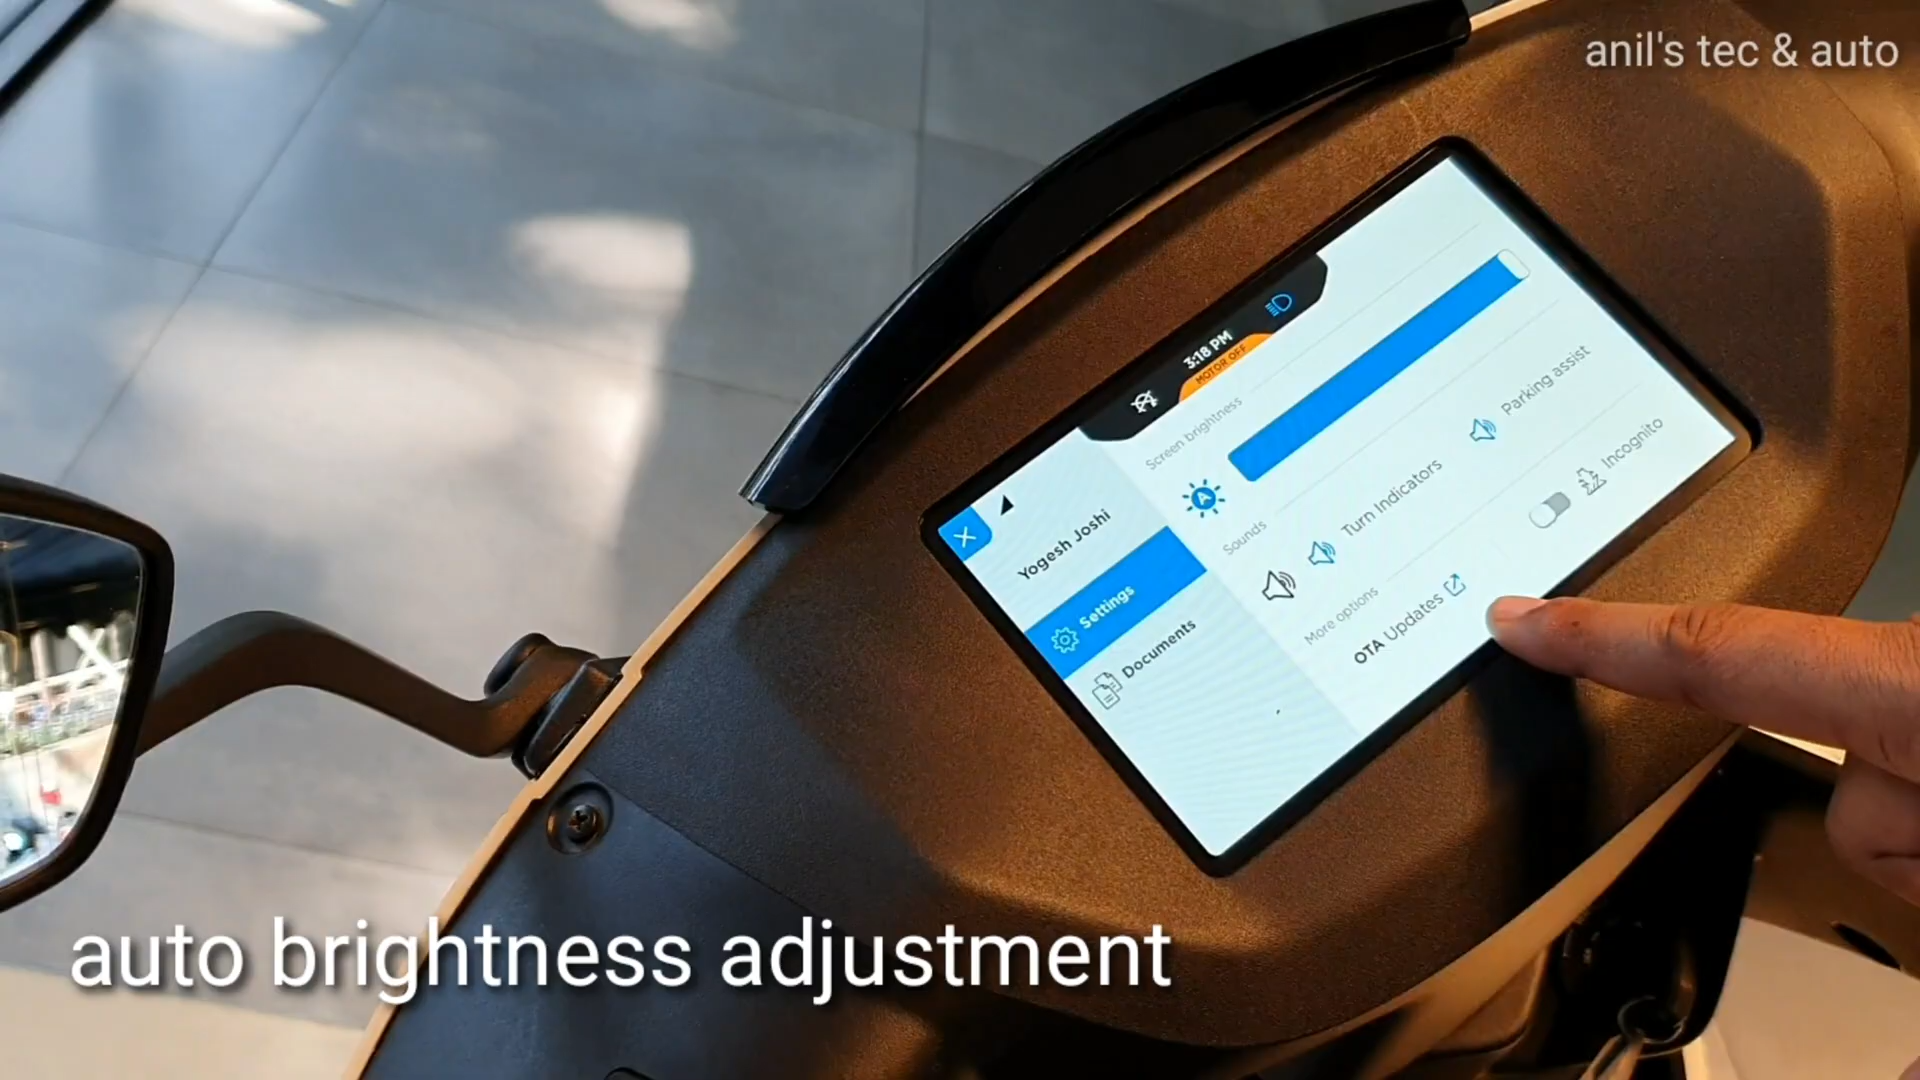 anil's tec & auto
3:18 PM
MOTOR OFF
Screen brightness
A
Yogesh Joshi
Settings
Documents
Sounds
Turn Indicators
Parking assist
More options
OTA Updates
Incognito
auto brightness adjustment